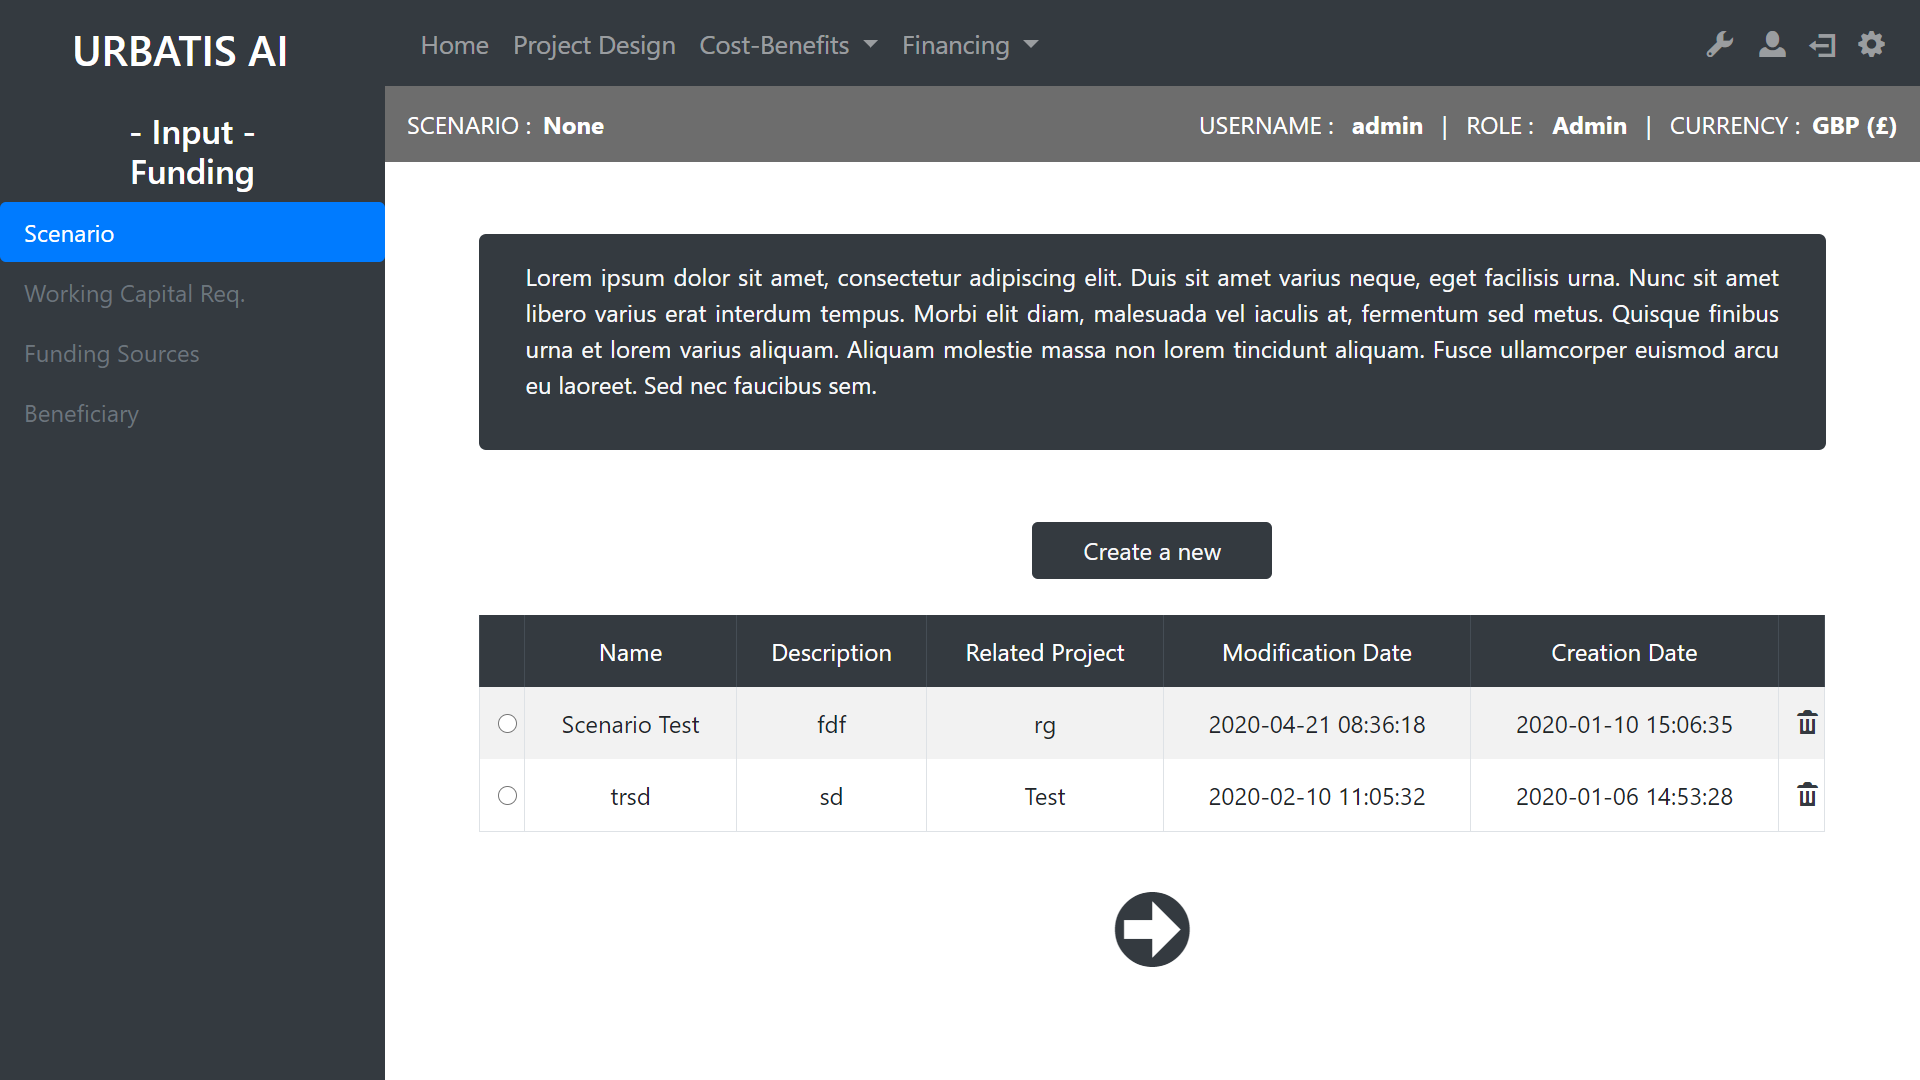 URBATIS AI
Home Project Design Cost-Benefits Financing
- Input -
Funding
SCENARIO : None
USERNAME : admin | ROLE : Admin | CURRENCY : GBP (£)
Scenario
Working Capital Req.
Funding Sources
Beneficiary
Lorem ipsum dolor sit amet, consectetur adipiscing elit. Duis sit amet varius neque, eget facilisis urna. Nunc sit amet
libero varius erat interdum tempus. Morbi elit diam, malesuada vel iaculis at, fermentum sed metus. Quisque finibus
urna et lorem varius aliquam. Aliquam molestie massa non lorem tincidunt aliquam. Fusce ullamcorper euismod arcu
eu laoreet. Sed nec faucibus sem.
Create a new
Name Description Related Project Modification Date Creation Date
Scenario Test fdf rg 2020-04-21 08:36:18 2020-01-10 15:06:35
trsd sd Test 2020-02-10 11:05:32 2020-01-06 14:53:28